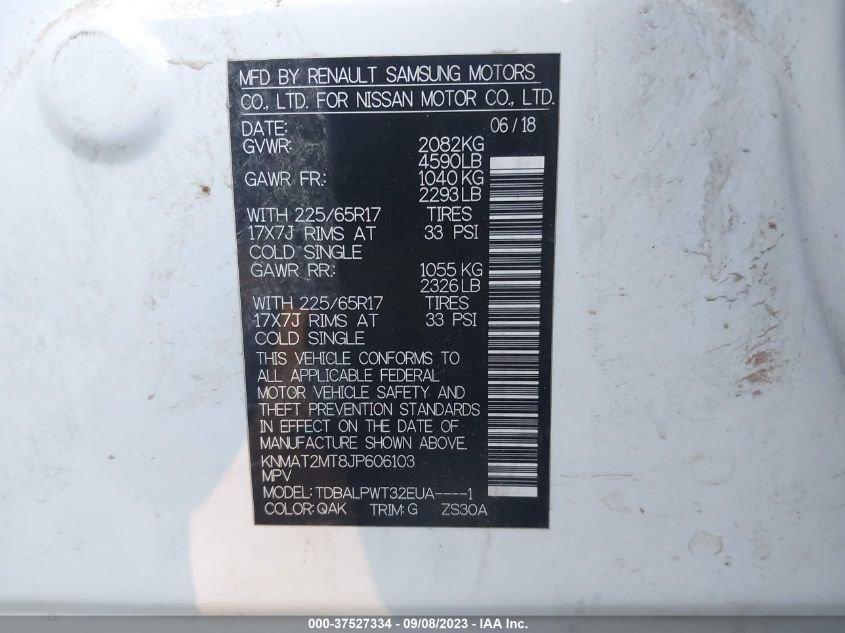 MFD BY RENAULT SAMSUNG MOTORS
CO., LTD. FOR NISSAN MOTOR CO., LTD.
DATE: 06/18
GVWR: 2082KG
4590LB
GAWR FR.: 1040 KG
2293LB
WITH 225/65R17 TIRES
17X7J RIMS AT 33 PSI
COLD SINGLE
GAWR RR.: 1055 KG
2326LB
WITH 225/65R17 TIRES
17X7J RIMS AT 33 PSI
COLD SINGLE
THIS VEHICLE CONFORMS TO
ALL APPLICABLE FEDERAL
MOTOR VEHICLE SAFETY AND
THEFT PREVENTION STANDARDS
IN EFFECT ON THE DATE OF
MANUFACTURE SHOWN ABOVE.
KNMAT2MT8JP606103
MPV
MODEL: TDBALPWT32EUA----1
COLOR: QAK TRIM: G ZS30A
000-37527334 - 09/08/2023 - IAA Inc.